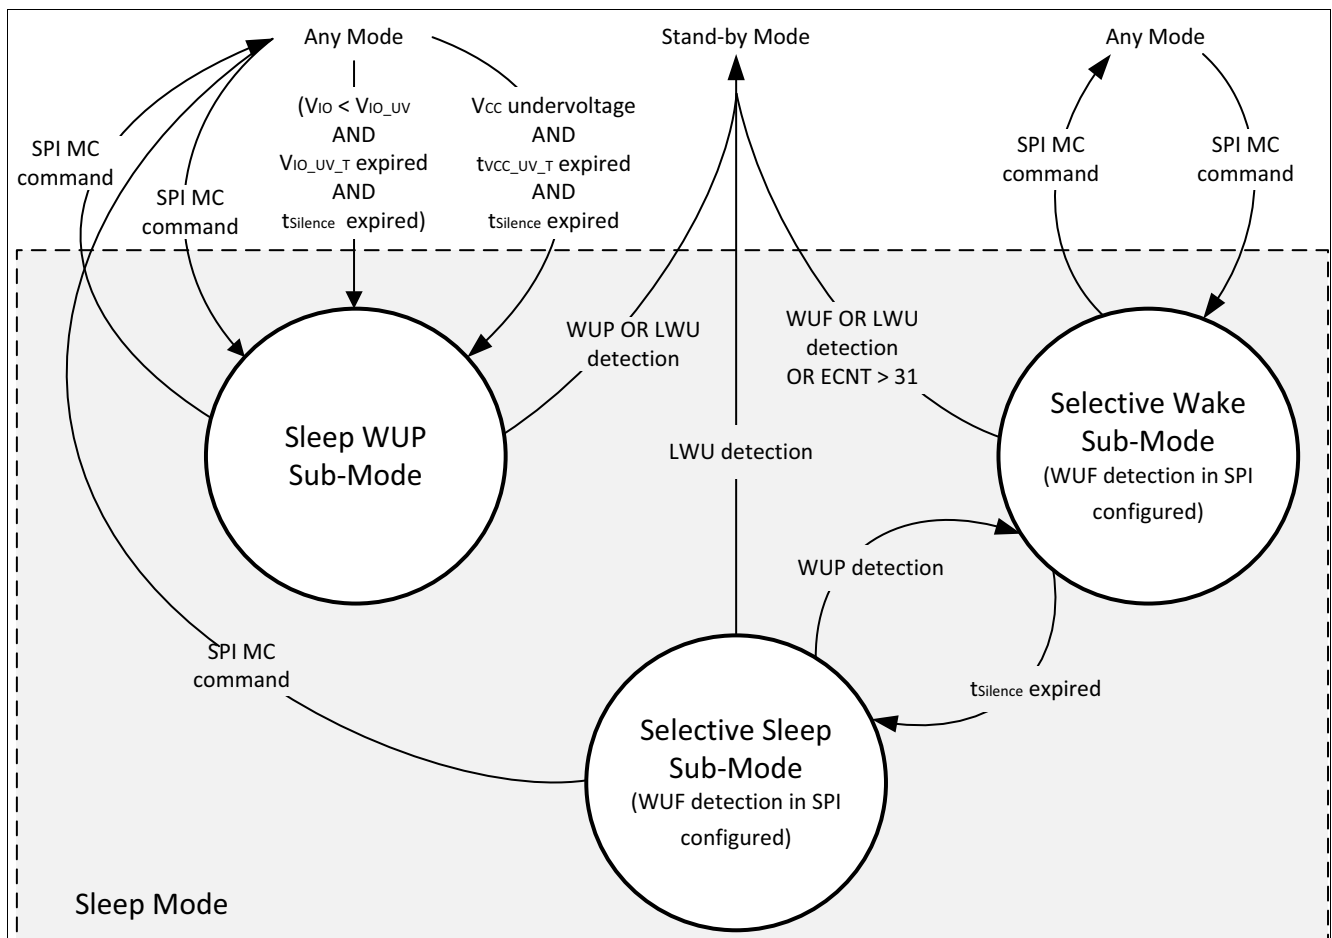 Any Mode
Stand-by Mode
Any Mode
SPI MC
command
SPI MC
command
(VIO < VIO_UV
AND
VIO_UV_T expired
AND
tSilence expired)
VCC undervoltage
AND
tVCC_UV_T expired
AND
tSilence expired
SPI MC
command
SPI MC
command
WUP OR LWU
detection
WUF OR LWU
detection
OR ECNT > 31
Sleep WUP
Sub-Mode
LWU detection
Selective Wake
Sub-Mode
(WUF detection in SPI
configured)
WUP detection
SPI MC
command
tSilence expired
Selective Sleep
Sub-Mode
(WUF detection in SPI
configured)
Sleep Mode